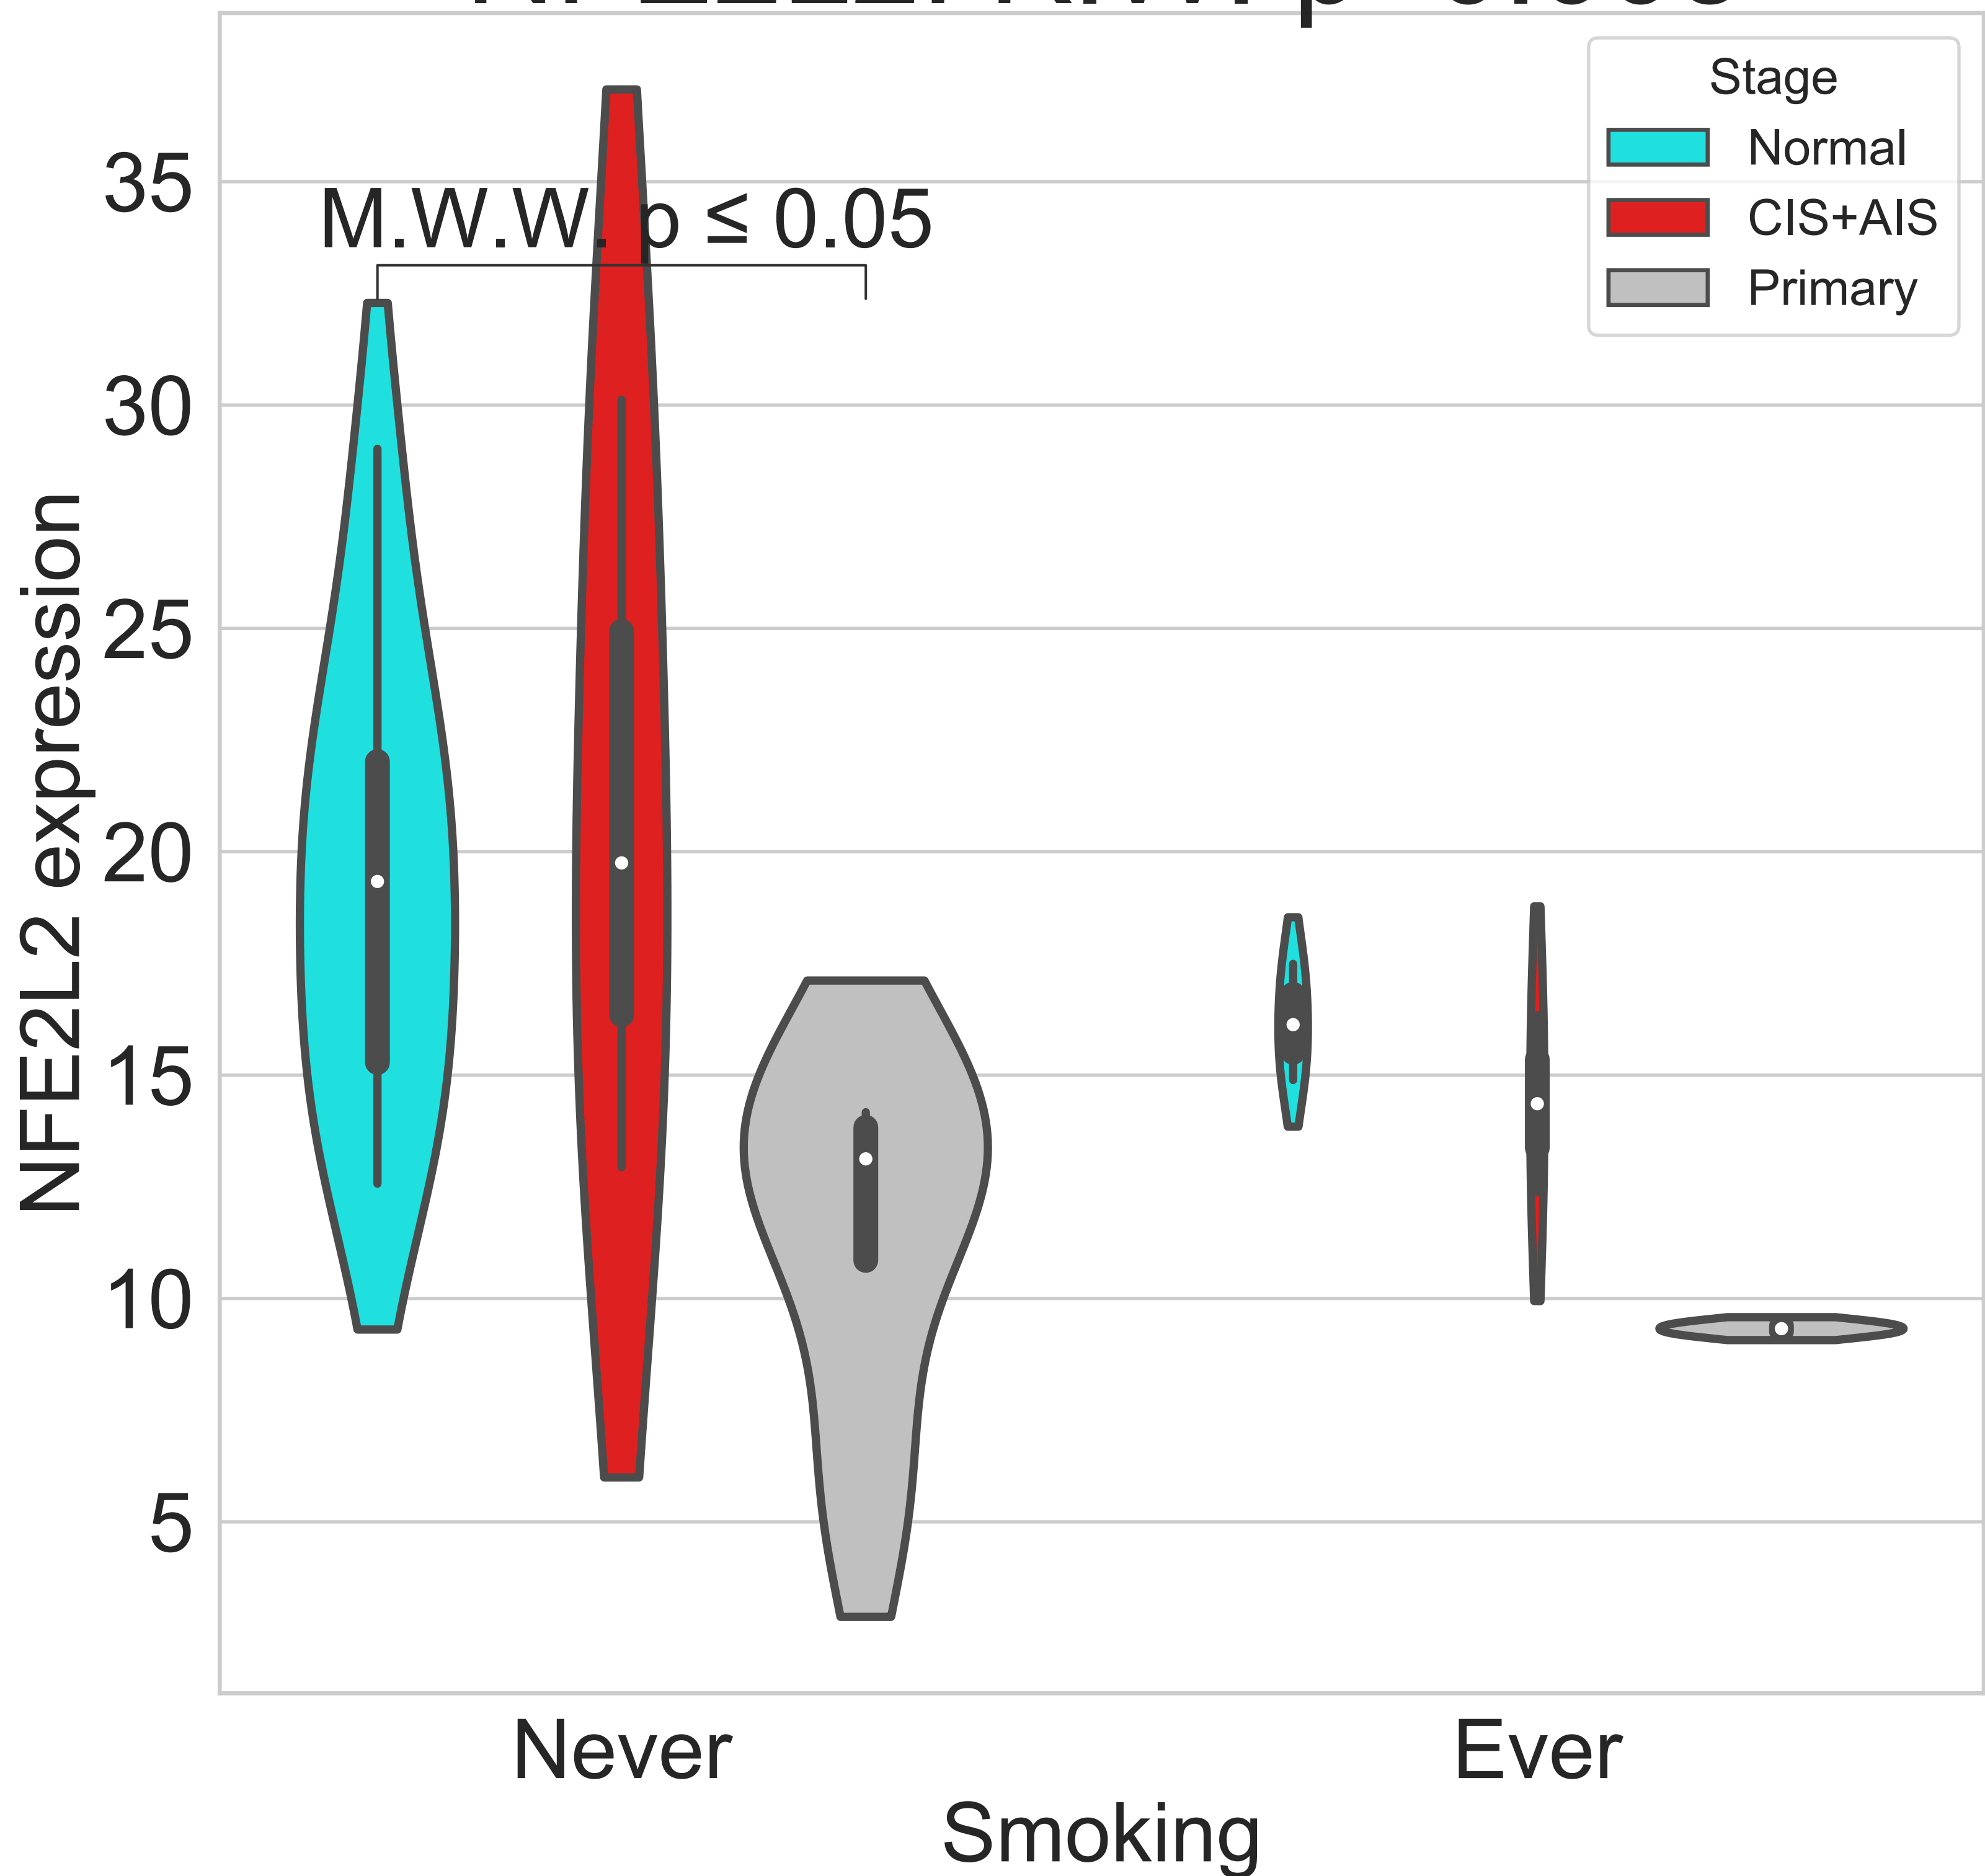 Stage
Normal
CIS+AIS
Primary
M.W.W. p ≤ 0.05
35
30
25
20
15
10
5
NFE2L2 expression
Never
Ever
Smoking